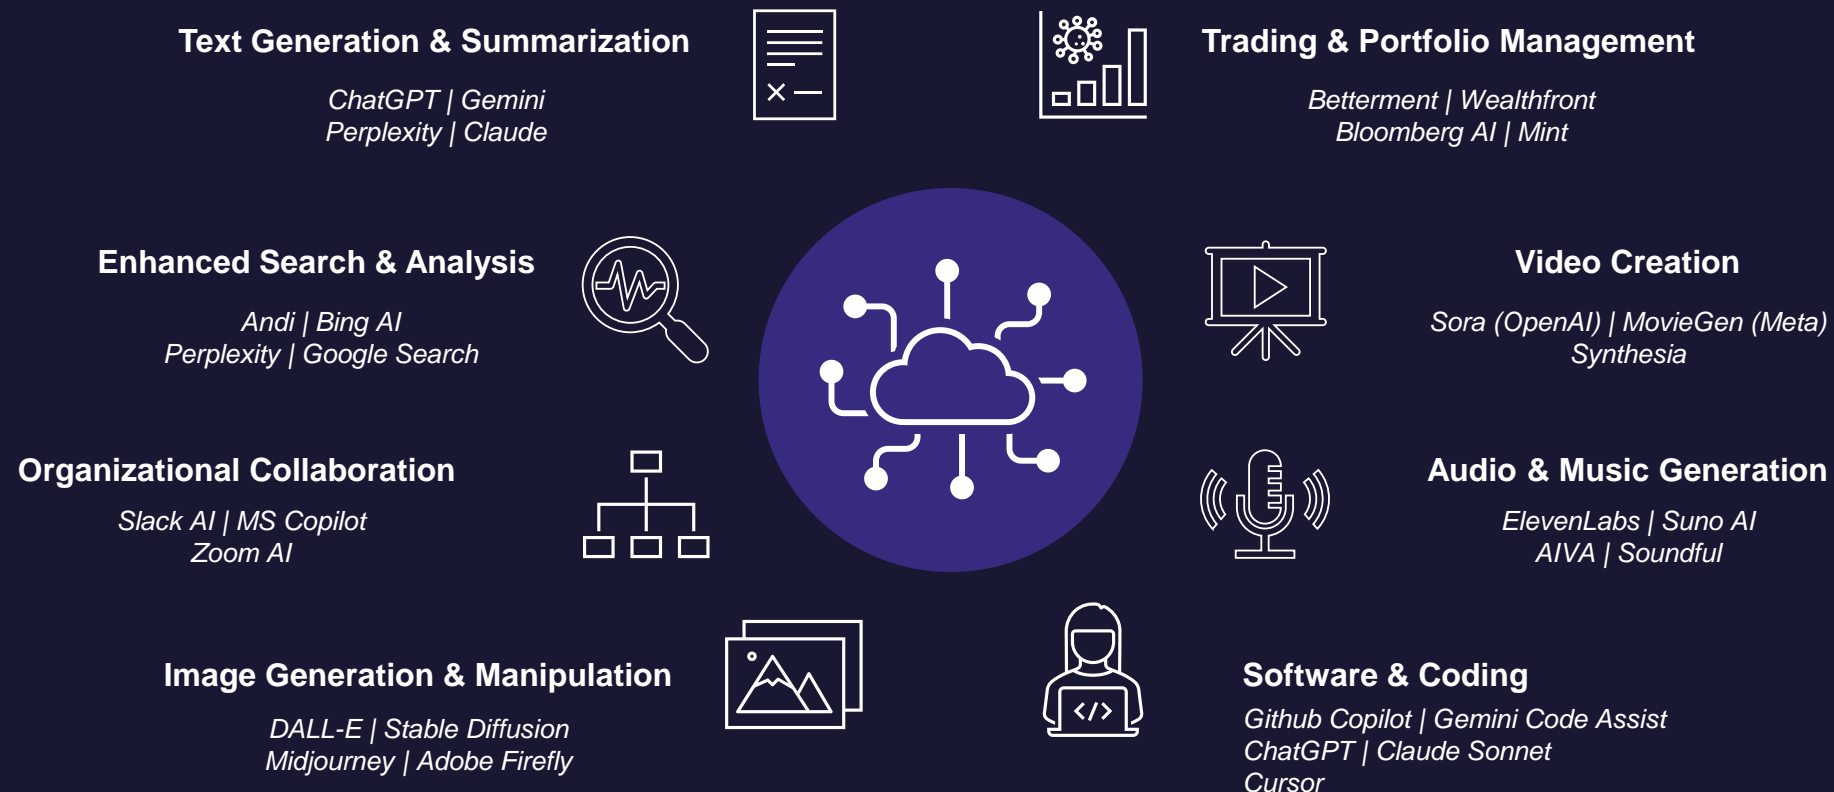 Text Generation & Summarization
ChatGPT | Gemini
Perplexity | Claude
Trading & Portfolio Management
Betterment | Wealthfront
Bloomberg AI | Mint
Enhanced Search & Analysis
Andi | Bing AI
Perplexity | Google Search
Video Creation
Sora (OpenAI) | MovieGen (Meta)
Synthesia
Organizational Collaboration
Slack AI | MS Copilot
Zoom AI
Audio & Music Generation
ElevenLabs | Suno AI
AIVA | Soundful
Image Generation & Manipulation
DALL-E | Stable Diffusion
Midjourney | Adobe Firefly
</>
Software & Coding
Github Copilot | Gemini Code Assist
ChatGPT | Claude Sonnet
Cursor